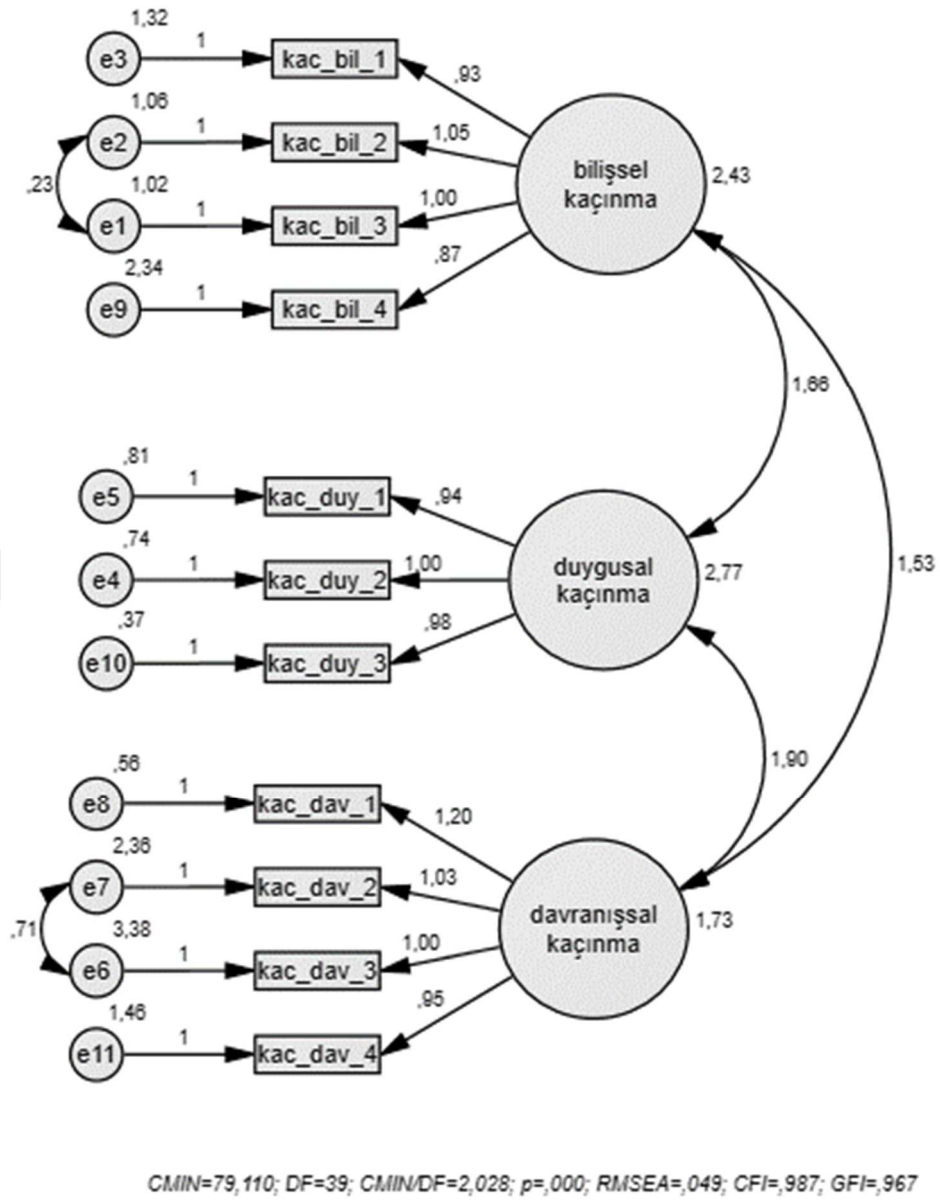 1,32
e3 1 kac_bil_1 ,93
1,06
e2 1 kac_bil_2 1,05
,23 1,02
e1 1 kac_bil_3 1,00
2,34
e9 1 kac_bil_4 ,87
bilişsel
kaçınma
2,43
1,66
,81
e5 1 kac_duy_1 ,94
,74
e4 1 kac_duy_2 1,00
,37
e10 1 kac_duy_3 ,98
duygusal
kaçınma
2,77
1,53
1,90
,56
e8 1 kac_dav_1 1,20
2,36
e7 1 kac_dav_2 1,03
,71 3,38
e6 1 kac_dav_3 1,00
1,46
e11 1 kac_dav_4 ,95
davranışsal
kaçınma
1,73
CMIN=79,110; DF=39; CMIN/DF=2,028; p=,000; RMSEA=,049; CFI=,987; GFI=,967